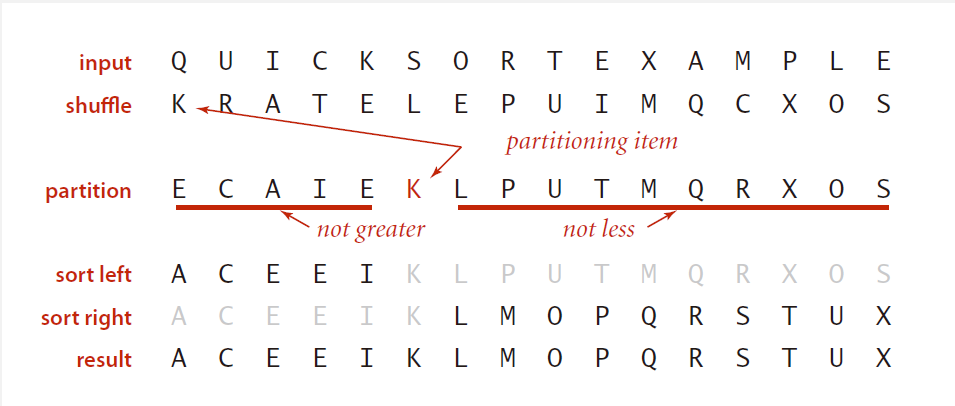 input Q U I C K S O R T E X A M P L E
shuffle K R A T E L E P U I M Q C X O S
partitioning item
partition E C A I E K L P U T M Q R X O S
not greater not less
sort left A C E E I K L P U T M Q R X O S
sort right A C E E I K L M O P Q R S T U X
result A C E E I K L M O P Q R S T U X